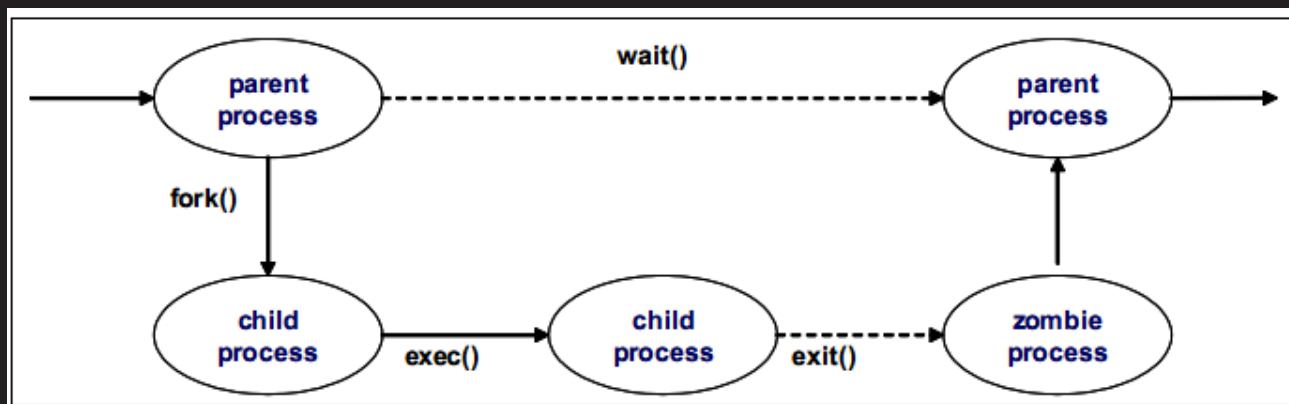 wait()
parent
process
parent
process
fork()
child
process
exec()
child
process
exit()
zombie
process